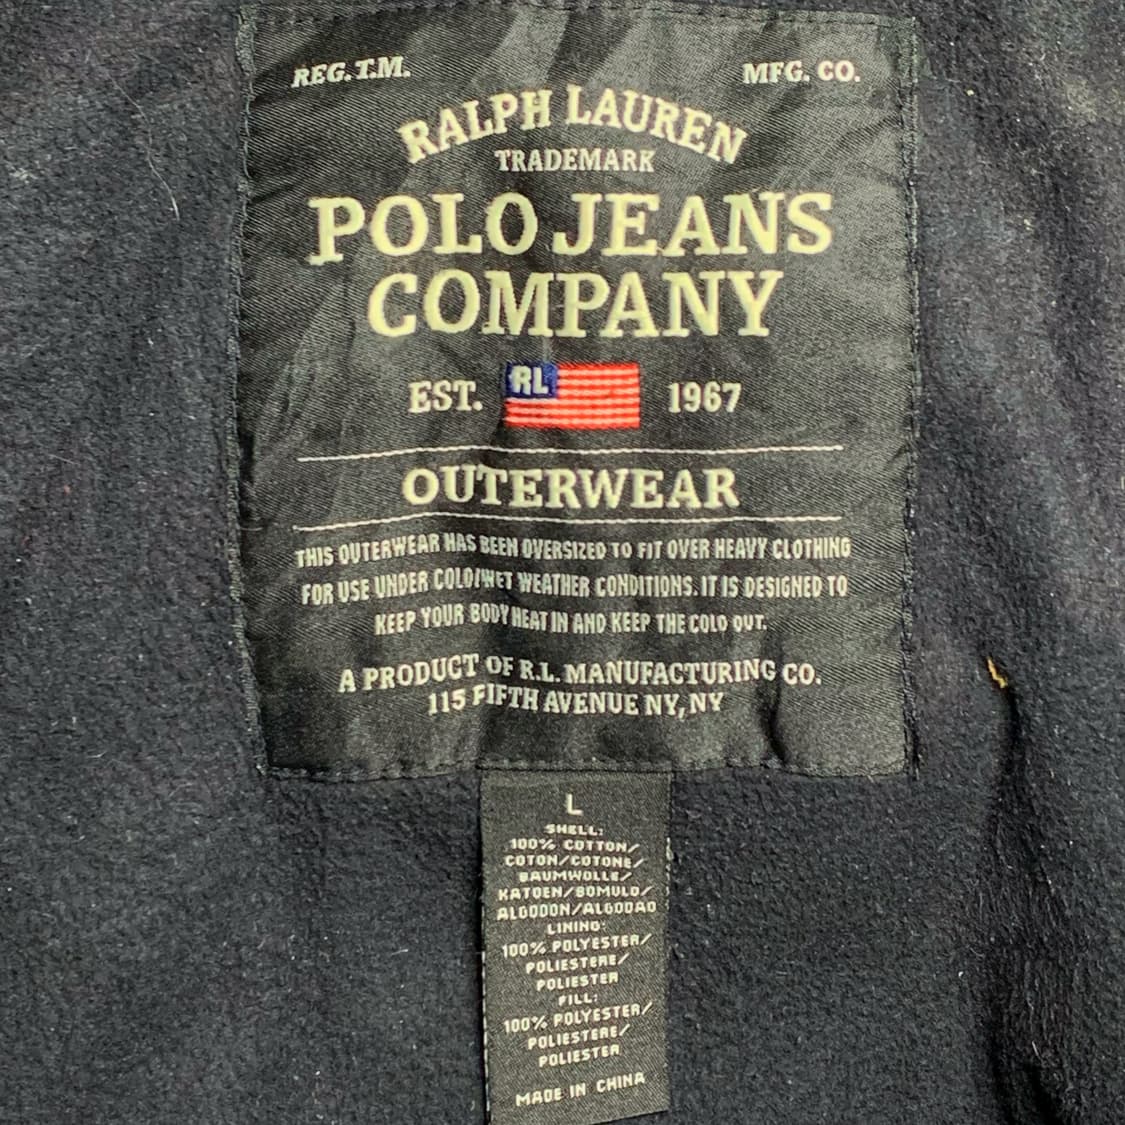 REG. T.M. MFG. CO.
RALPH LAUREN
TRADEMARK
POLO JEANS
COMPANY
EST. RL 1967
OUTERWEAR
THIS OUTERWEAR HAS BEEN OVERSIZED TO FIT OVER HEAVY CLOTHING
FOR USE UNDER COLD/WET WEATHER CONDITIONS. IT IS DESIGNED TO
KEEP YOUR BODY HEAT IN AND KEEP THE COLD OUT.
A PRODUCT OF R.L. MANUFACTURING CO.
115 FIFTH AVENUE NY, NY
L
SHELL:
100% COTTON/
COTON/COTONE/
BAUMWOLLE/
KATOEN/BOMULD/
ALGODON/ALGODAO
LINING:
100% POLYESTER/
POLIESTERE/
POLIESTER
FILL:
100% POLYESTER/
POLIESTERE/
POLIESTER
MADE IN CHINA